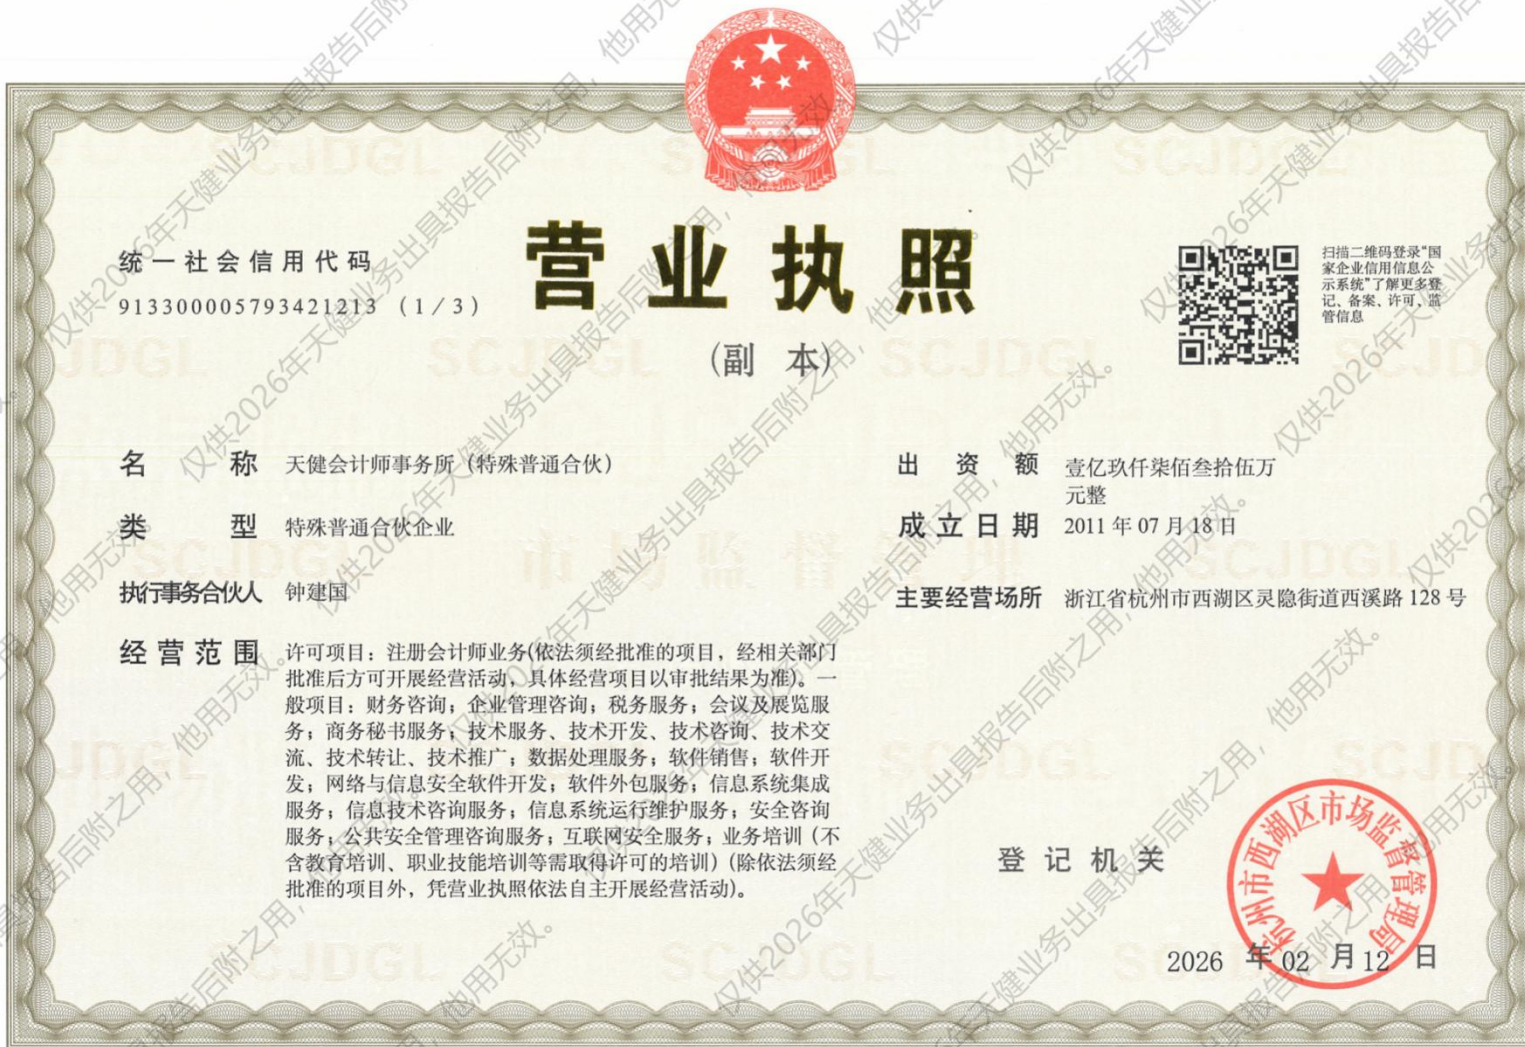 营业执照
（副 本）
统一社会信用代码
913300005793421213 （1/3）
扫描二维码登录“国
家企业信用信息公
示系统”了解更多登
记、备案、许可、监
管信息
名称 天健会计师事务所（特殊普通合伙）
类型 特殊普通合伙企业
执行事务合伙人 钟建国
经营范围 许可项目：注册会计师业务(依法须经批准的项目，经相关部门
批准后方可开展经营活动，具体经营项目以审批结果为准)。一
般项目：财务咨询；企业管理咨询；税务服务；会议及展览服
务；商务秘书服务；技术服务、技术开发、技术咨询、技术交
流、技术转让、技术推广；数据处理服务；软件销售；软件开
发；网络与信息安全软件开发；软件外包服务；信息系统集成
服务；信息技术咨询服务；信息系统运行维护服务；安全咨询
服务；公共安全管理咨询服务；互联网安全服务；业务培训（不
含教育培训、职业技能培训等需取得许可的培训）(除依法须经
批准的项目外，凭营业执照依法自主开展经营活动)。
出资额 壹亿玖仟柒佰叁拾伍万
元整
成立日期 2011年07月18日
主要经营场所 浙江省杭州市西湖区灵隐街道西溪路128号
登记机关
杭州市西湖区市场监督管理局
2026 年 02 月 12 日
仅供2026年天健业务出具报告后附之用，他用无效。
SCJDGL
市场监督管理